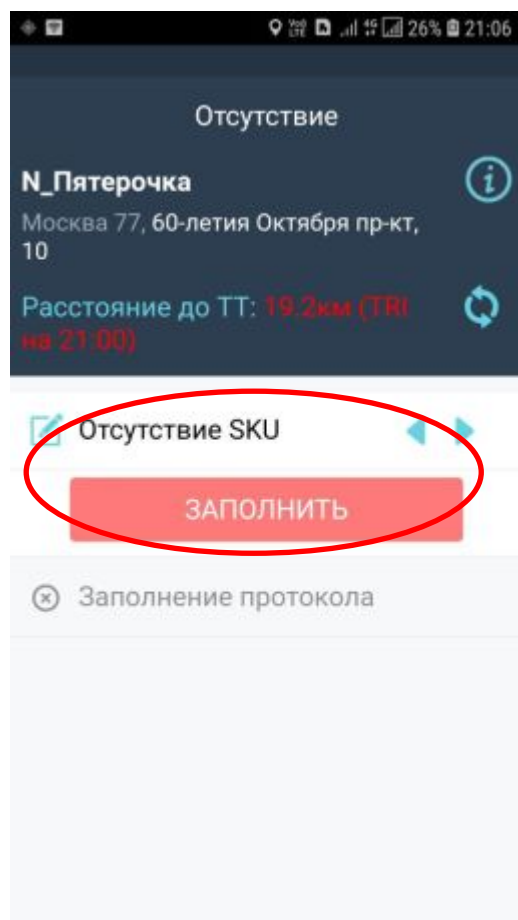 26% 21:06
Отсутствие
N_Пятерочка
Москва 77, 60-летия Октября пр-кт,
10
Расстояние до ТТ: 19.2км (TRI
на 21:00)
Отсутствие SKU
ЗАПОЛНИТЬ
Заполнение протокола